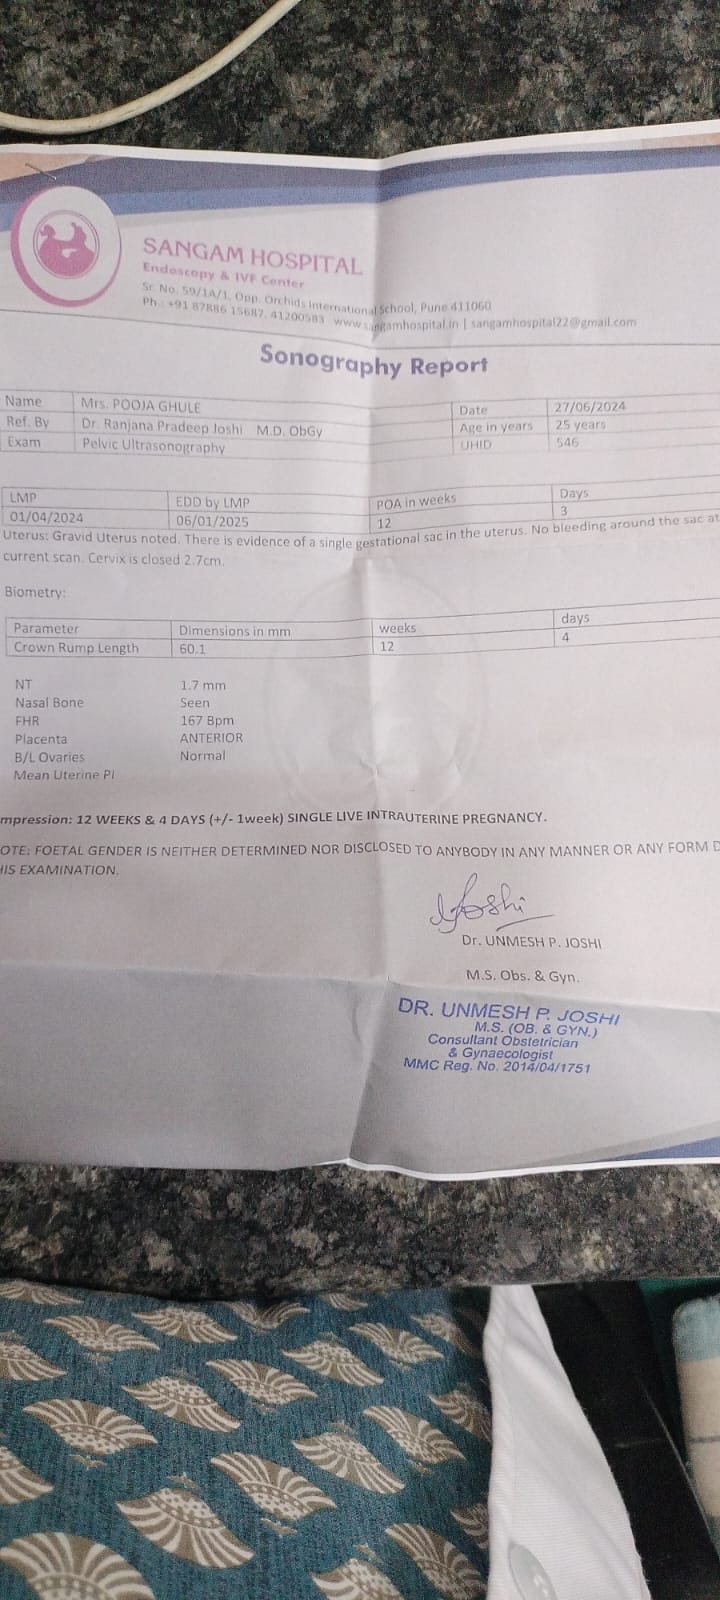 SANGAM HOSPITAL
Endoscopy & IVF Center
Sr. No. 59/1A/1, Opp. Orchids International School, Pune 411060
Ph.: +91 87886 15687, 41200583 www.sangamhospital.in | sangamhospital22@gmail.com
Sonography Report
Name Mrs. POOJA GHULE Date 27/06/2024
Ref. By Dr. Ranjana Pradeep Joshi M.D. ObGy Age in years 25 years
Exam Pelvic Ultrasonography UHID 546
LMP EDD by LMP POA in weeks Days
01/04/2024 06/01/2025 12 3
Uterus: Gravid Uterus noted. There is evidence of a single gestational sac in the uterus. No bleeding around the sac at
current scan. Cervix is closed 2.7cm.
Biometry:
Parameter Dimensions in mm weeks days
Crown Rump Length 60.1 12 4
NT 1.7 mm
Nasal Bone Seen
FHR 167 Bpm
Placenta ANTERIOR
B/L Ovaries Normal
Mean Uterine PI
mpression: 12 WEEKS & 4 DAYS (+/- 1week) SINGLE LIVE INTRAUTERINE PREGNANCY.
OTE: FOETAL GENDER IS NEITHER DETERMINED NOR DISCLOSED TO ANYBODY IN ANY MANNER OR ANY FORM D
HIS EXAMINATION.
Joshi
Dr. UNMESH P. JOSHI
M.S. Obs. & Gyn.
DR. UNMESH P. JOSHI
M.S. (OB. & GYN.)
Consultant Obstetrician
& Gynaecologist
MMC Reg. No. 2014/04/1751